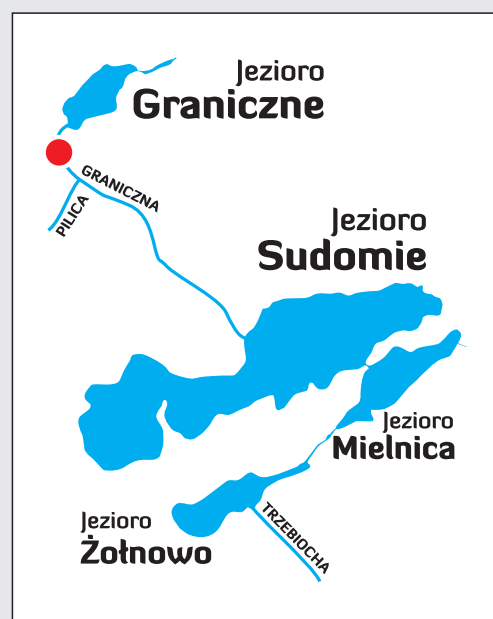 Jezioro
Graniczne
GRANICZNA
PILICA
Jezioro
Sudomie
Jezioro
Mielnica
Jezioro
Żołnowo
TRZEBIOCHA